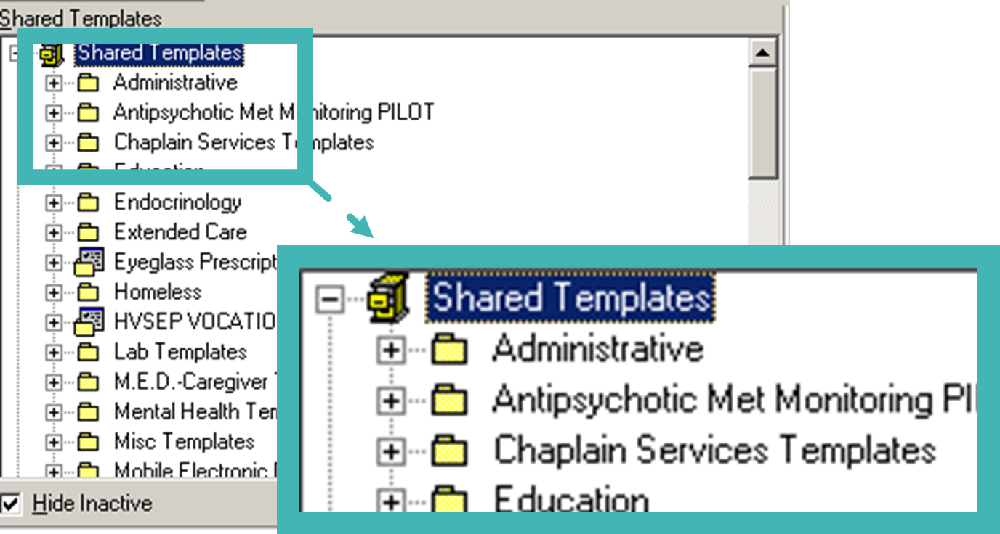 Shared Templates
Shared Templates
Administrative
Antipsychotic Met Monitoring PILOT
Chaplain Services Templates
Education
Endocrinology
Extended Care
Eyeglass Prescript
Homeless
HVSEP VOCATIO
Lab Templates
M.E.D.-Caregiver
Mental Health Tem
Misc Templates
Mobile Electronic
Hide Inactive
Shared Templates
Administrative
Antipsychotic Met Monitoring PI
Chaplain Services Templates
Education